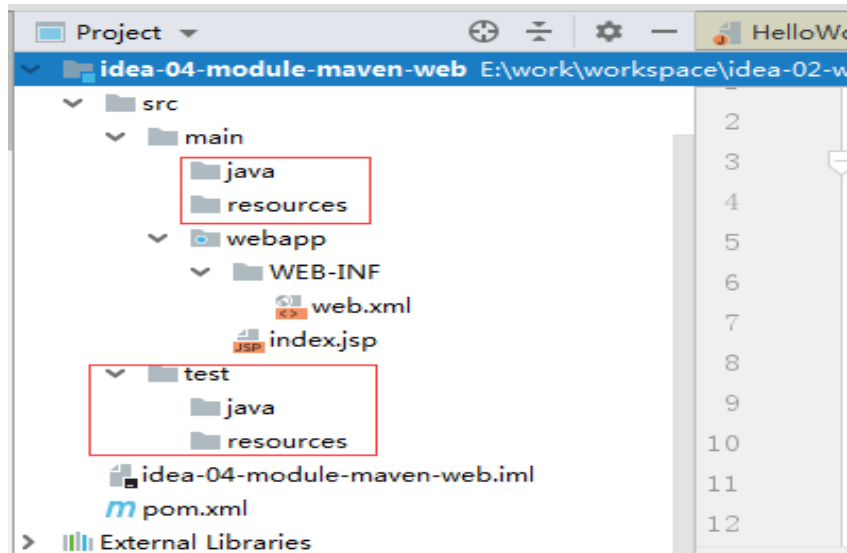 Project
HelloWo
idea-04-module-maven-web E:\work\workspace\idea-02-w
src
main
java
resources
webapp
WEB-INF
web.xml
JSP index.jsp
test
java
resources
idea-04-module-maven-web.iml
m pom.xml
External Libraries
2
3
4
5
6
7
8
9
10
11
12